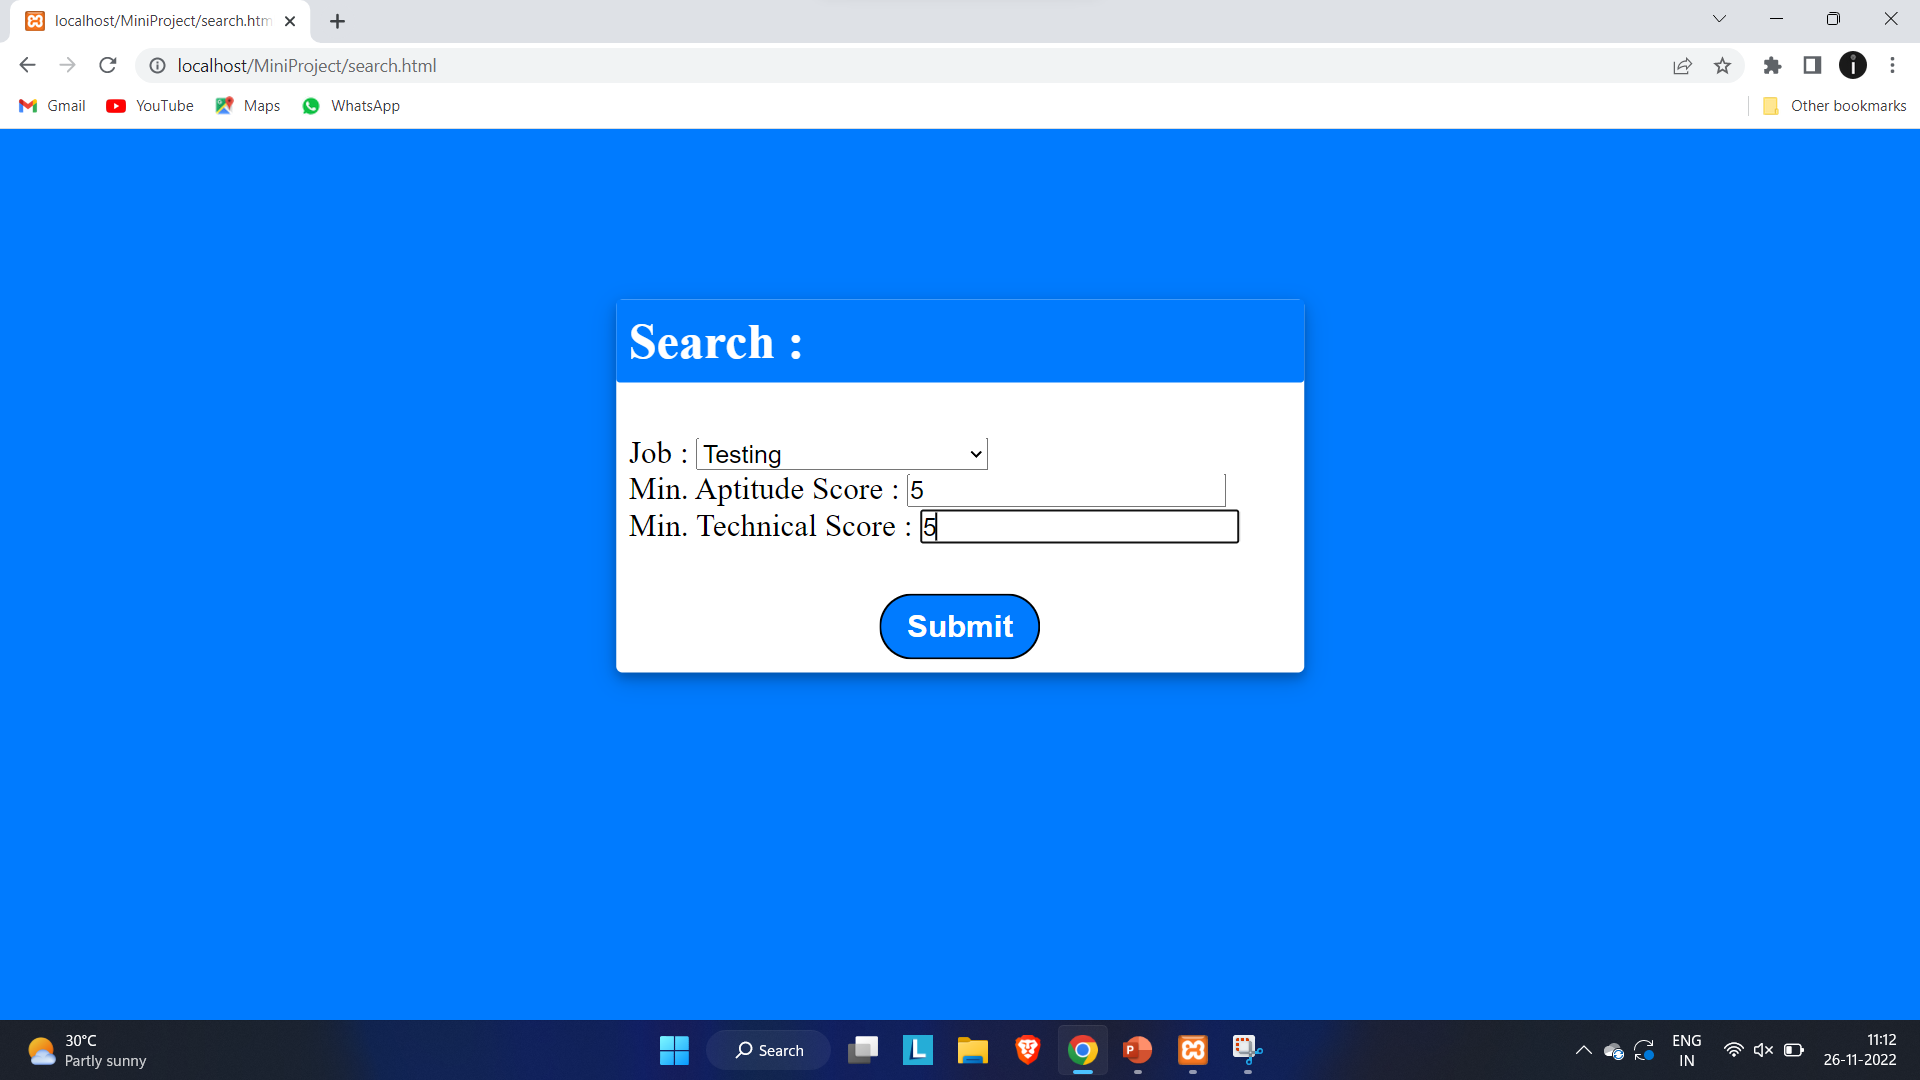 localhost/MiniProject/search.htm
localhost/MiniProject/search.html
Gmail YouTube Maps WhatsApp Other bookmarks
Search :
Job : Testing
Min. Aptitude Score : 5
Min. Technical Score : 5
Submit
30°C
Partly sunny
Search
ENG
IN
11:12
26-11-2022